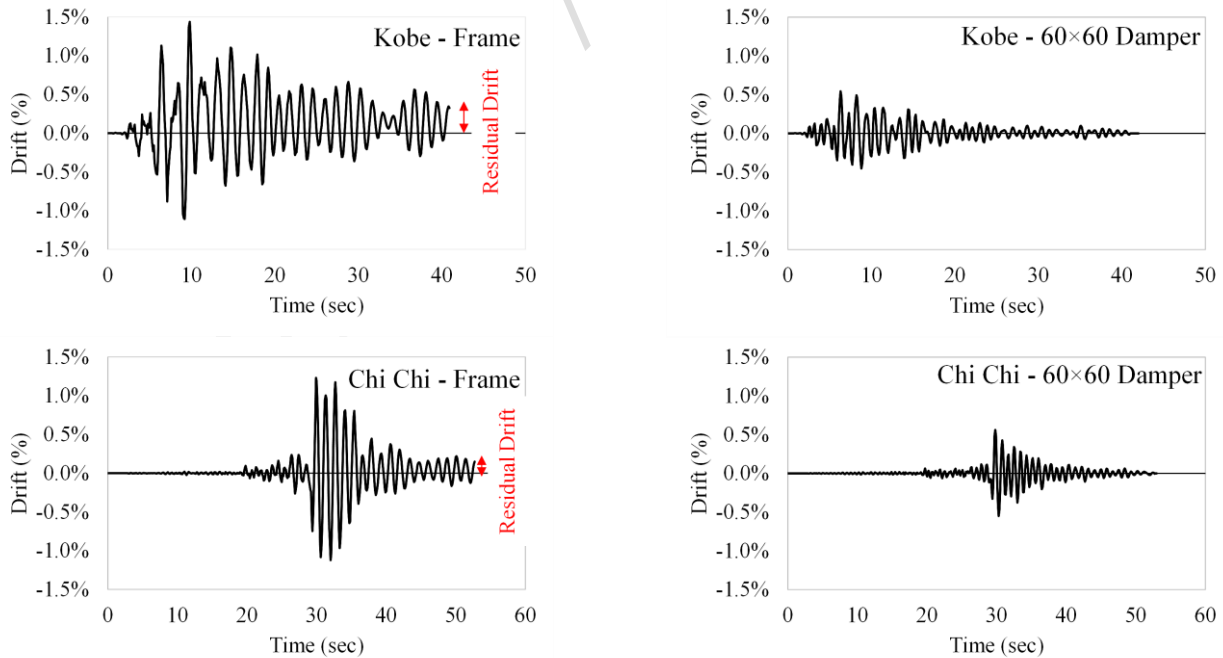 Kobe - Frame
Drift (%)
1.5%
1.0%
0.5%
0.0%
-0.5%
-1.0%
-1.5%
0 10 20 30 40 50
Time (sec)
Residual Drift
Kobe - 60×60 Damper
Drift (%)
1.5%
1.0%
0.5%
0.0%
-0.5%
-1.0%
-1.5%
0 10 20 30 40 50
Time (sec)
Chi Chi - Frame
Drift (%)
1.5%
1.0%
0.5%
0.0%
-0.5%
-1.0%
-1.5%
0 10 20 30 40 50 60
Time (sec)
Residual Drift
Chi Chi - 60×60 Damper
Drift (%)
1.5%
1.0%
0.5%
0.0%
-0.5%
-1.0%
-1.5%
0 10 20 30 40 50 60
Time (sec)